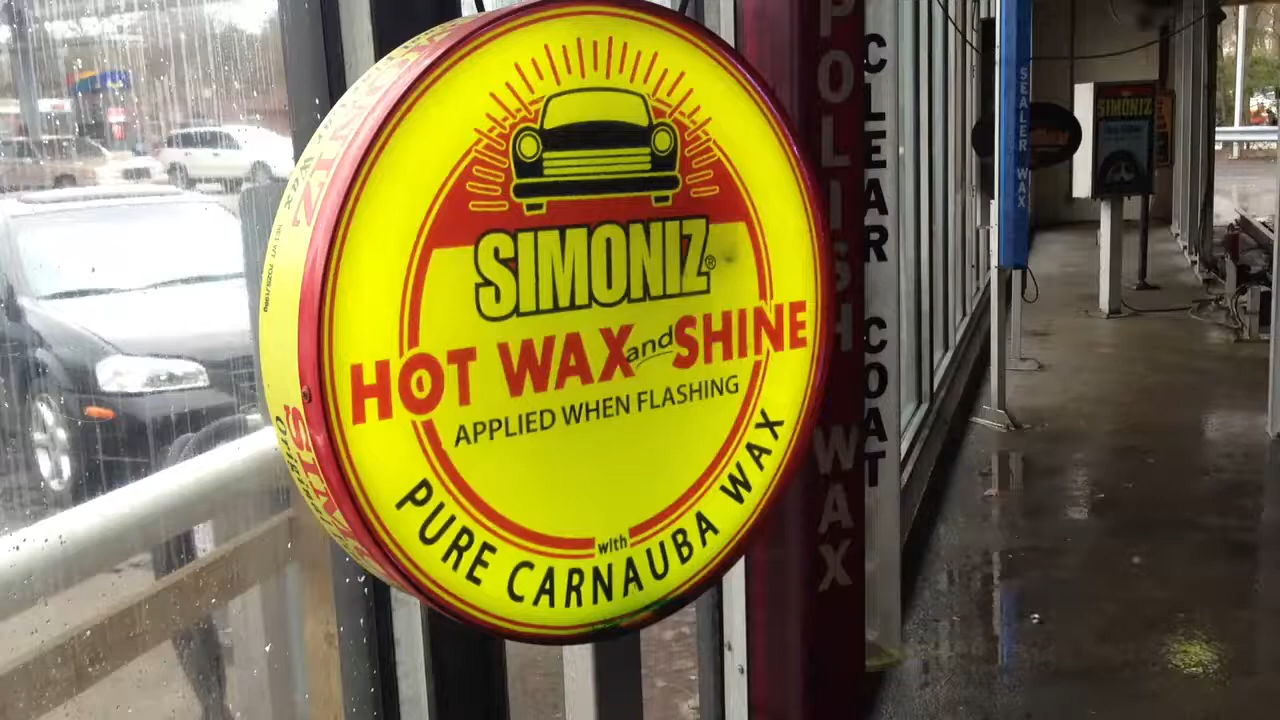 SIMONIZ®
HOT WAX and SHINE
APPLIED WHEN FLASHING
with
PURE CARNAUBA WAX
POLISH WAX
CLEAR COAT
SEALER WAX
SIMONIZ